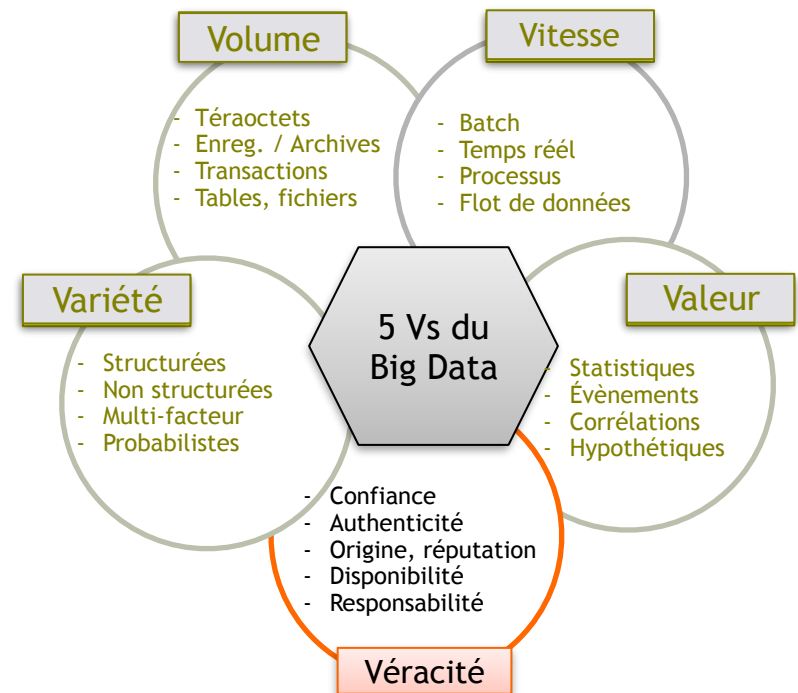 Volume
- Téraoctets
- Enreg. / Archives
- Transactions
- Tables, fichiers
Vitesse
- Batch
- Temps réél
- Processus
- Flot de données
Variété
- Structurées
- Non structurées
- Multi-facteur
- Probabilistes
5 Vs du
Big Data
Valeur
- Statistiques
- Évènements
- Corrélations
- Hypothétiques
- Confiance
- Authenticité
- Origine, réputation
- Disponibilité
- Responsabilité
Véracité